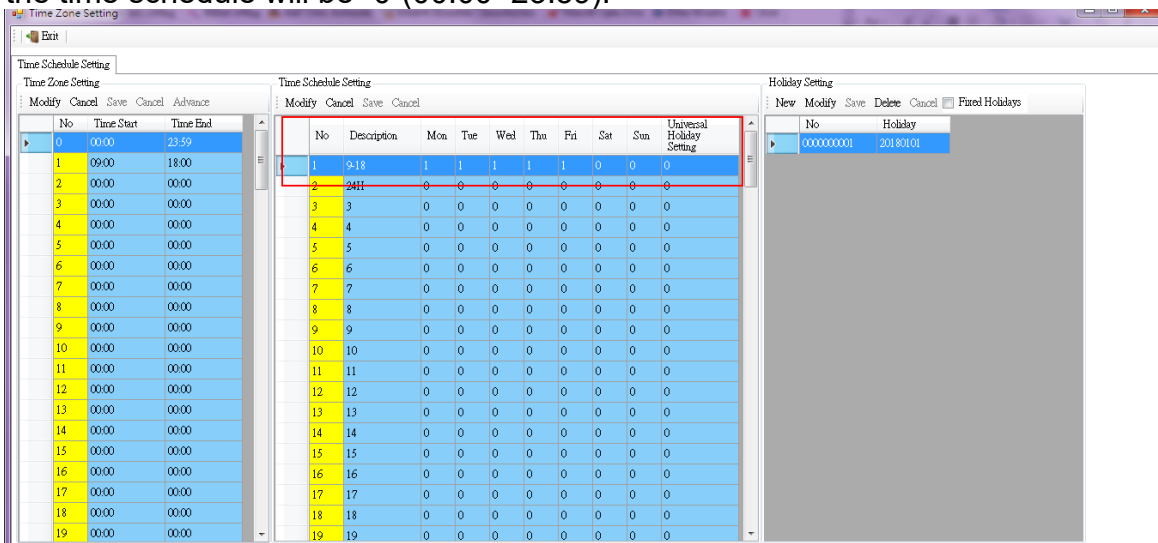 the time schedule will be "0"(00:00~23:59).
Time Zone Setting
Exit
Time Schedule Setting
Time Zone Setting
Modify Cancel Save Cancel Advance
No Time Start Time End
0 00:00 23:59
1 09:00 18:00
2 00:00 00:00
3 00:00 00:00
4 00:00 00:00
5 00:00 00:00
6 00:00 00:00
7 00:00 00:00
8 00:00 00:00
9 00:00 00:00
10 00:00 00:00
11 00:00 00:00
12 00:00 00:00
13 00:00 00:00
14 00:00 00:00
15 00:00 00:00
16 00:00 00:00
17 00:00 00:00
18 00:00 00:00
19 00:00 00:00
Time Schedule Setting
Modify Cancel Save Cancel
No Description Mon Tue Wed Thu Fri Sat Sun Universal
Holiday
Setting
1 9-18 1 1 1 1 1 0 0 0
2 24H 0 0 0 0 0 0 0 0
3 3 0 0 0 0 0 0 0 0
4 4 0 0 0 0 0 0 0 0
5 5 0 0 0 0 0 0 0 0
6 6 0 0 0 0 0 0 0 0
7 7 0 0 0 0 0 0 0 0
8 8 0 0 0 0 0 0 0 0
9 9 0 0 0 0 0 0 0 0
10 10 0 0 0 0 0 0 0 0
11 11 0 0 0 0 0 0 0 0
12 12 0 0 0 0 0 0 0 0
13 13 0 0 0 0 0 0 0 0
14 14 0 0 0 0 0 0 0 0
15 15 0 0 0 0 0 0 0 0
16 16 0 0 0 0 0 0 0 0
17 17 0 0 0 0 0 0 0 0
18 18 0 0 0 0 0 0 0 0
19 19 0 0 0 0 0 0 0 0
Holiday Setting
New Modify Save Delete Cancel Fixed Holidays
No Holiday
0000000001 20180101